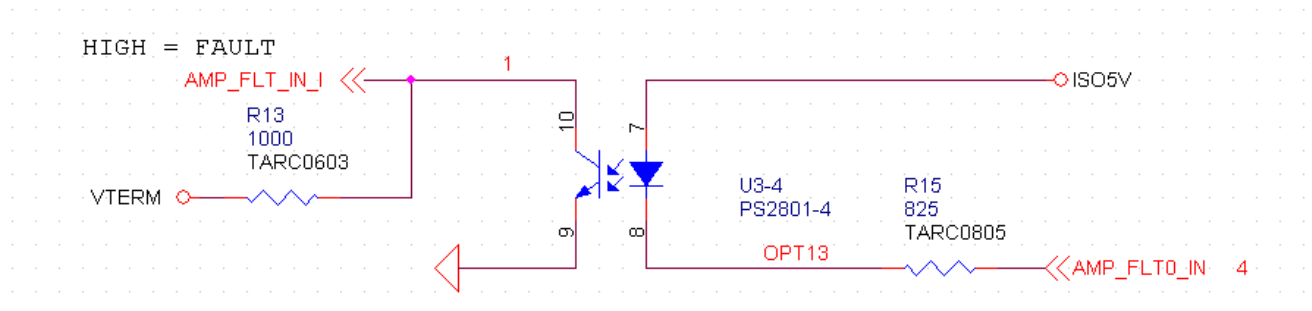 HIGH = FAULT
AMP_FLT_IN_I
1
ISO5V
R13
1000
TARC0603
10
7
VTERM
U3-4
PS2801-4
R15
825
TARC0805
9
8
OPT13
AMP_FLT0_IN 4